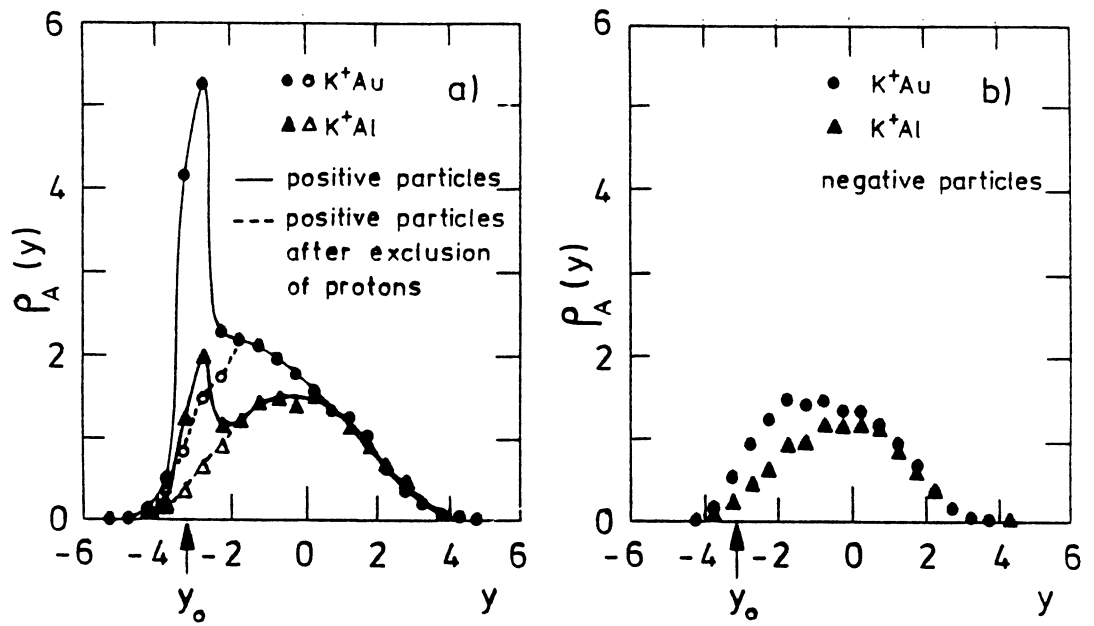 6
4
2
0
ρA (y)
-6 -4 -2 0 2 4 6
y₀
y
a)
K⁺Au
K⁺Al
positive particles
positive particles
after exclusion
of protons
6
4
2
0
ρA (y)
-6 -4 -2 0 2 4 6
y₀
y
b)
K⁺Au
K⁺Al
negative particles